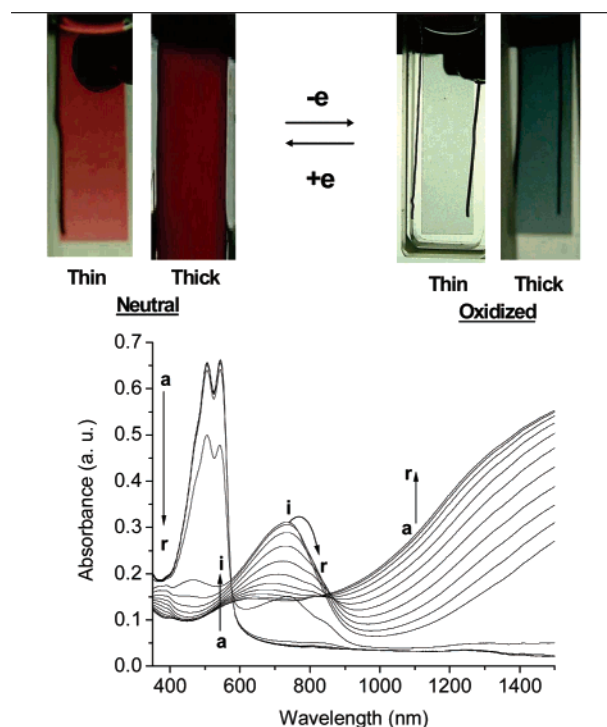 -e
+e
Thin Thick Thin Thick
Neutral Oxidized
0.7
0.6
0.5
0.4
0.3
0.2
0.1
0.0
Absorbance (a. u.)
a
r
i
a
i
r
r
a
400 600 800 1000 1200 1400
Wavelength (nm)